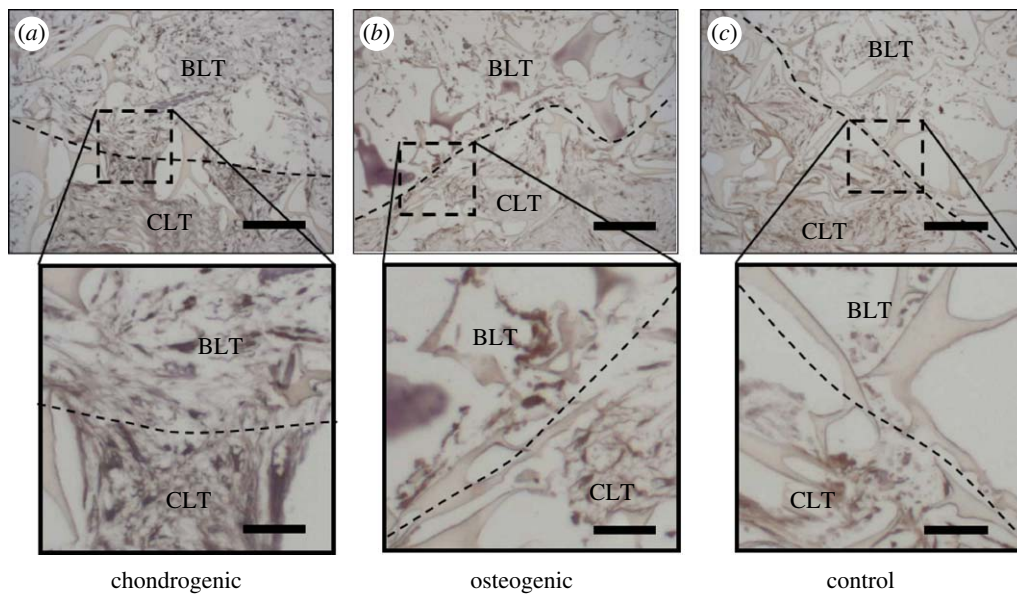 (a)
BLT
CLT
(b)
BLT
CLT
(c)
BLT
CLT
BLT
CLT
BLT
CLT
BLT
CLT
chondrogenic
osteogenic
control